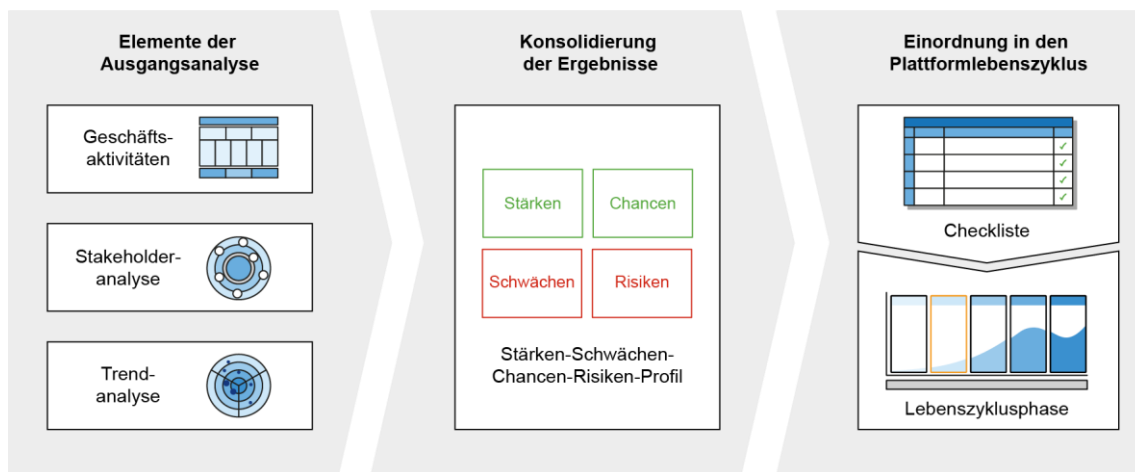 Elemente der
Ausgangsanalyse
Geschäfts-
aktivitäten
Stakeholder-
analyse
Trend-
analyse
Konsolidierung
der Ergebnisse
Stärken
Chancen
Schwächen
Risiken
Stärken-Schwächen-
Chancen-Risiken-Profil
Einordnung in den
Plattformlebenszyklus
Checkliste
Lebenszyklusphase